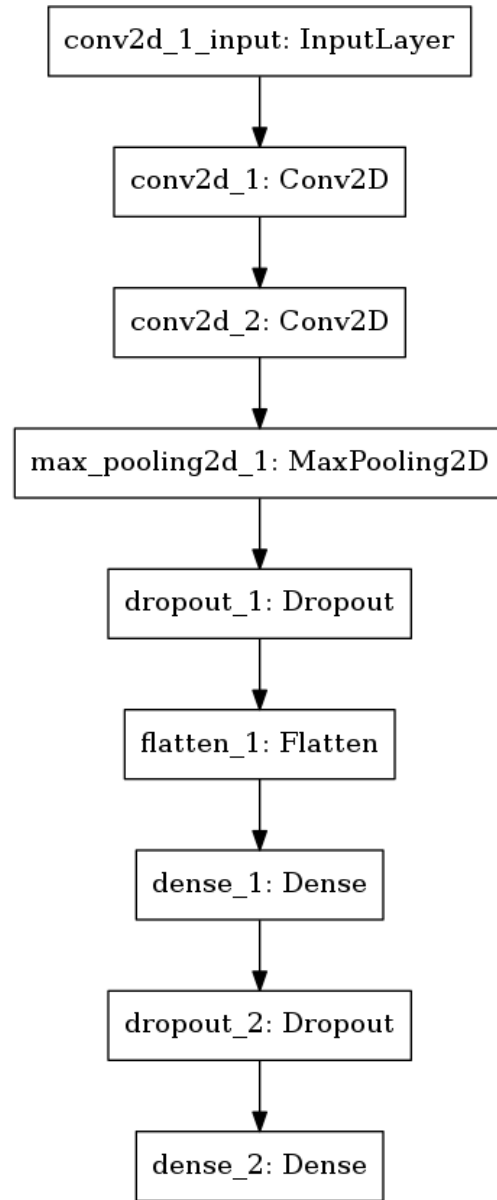 conv2d_1_input: InputLayer
conv2d_1: Conv2D
conv2d_2: Conv2D
max_pooling2d_1: MaxPooling2D
dropout_1: Dropout
flatten_1: Flatten
dense_1: Dense
dropout_2: Dropout
dense_2: Dense